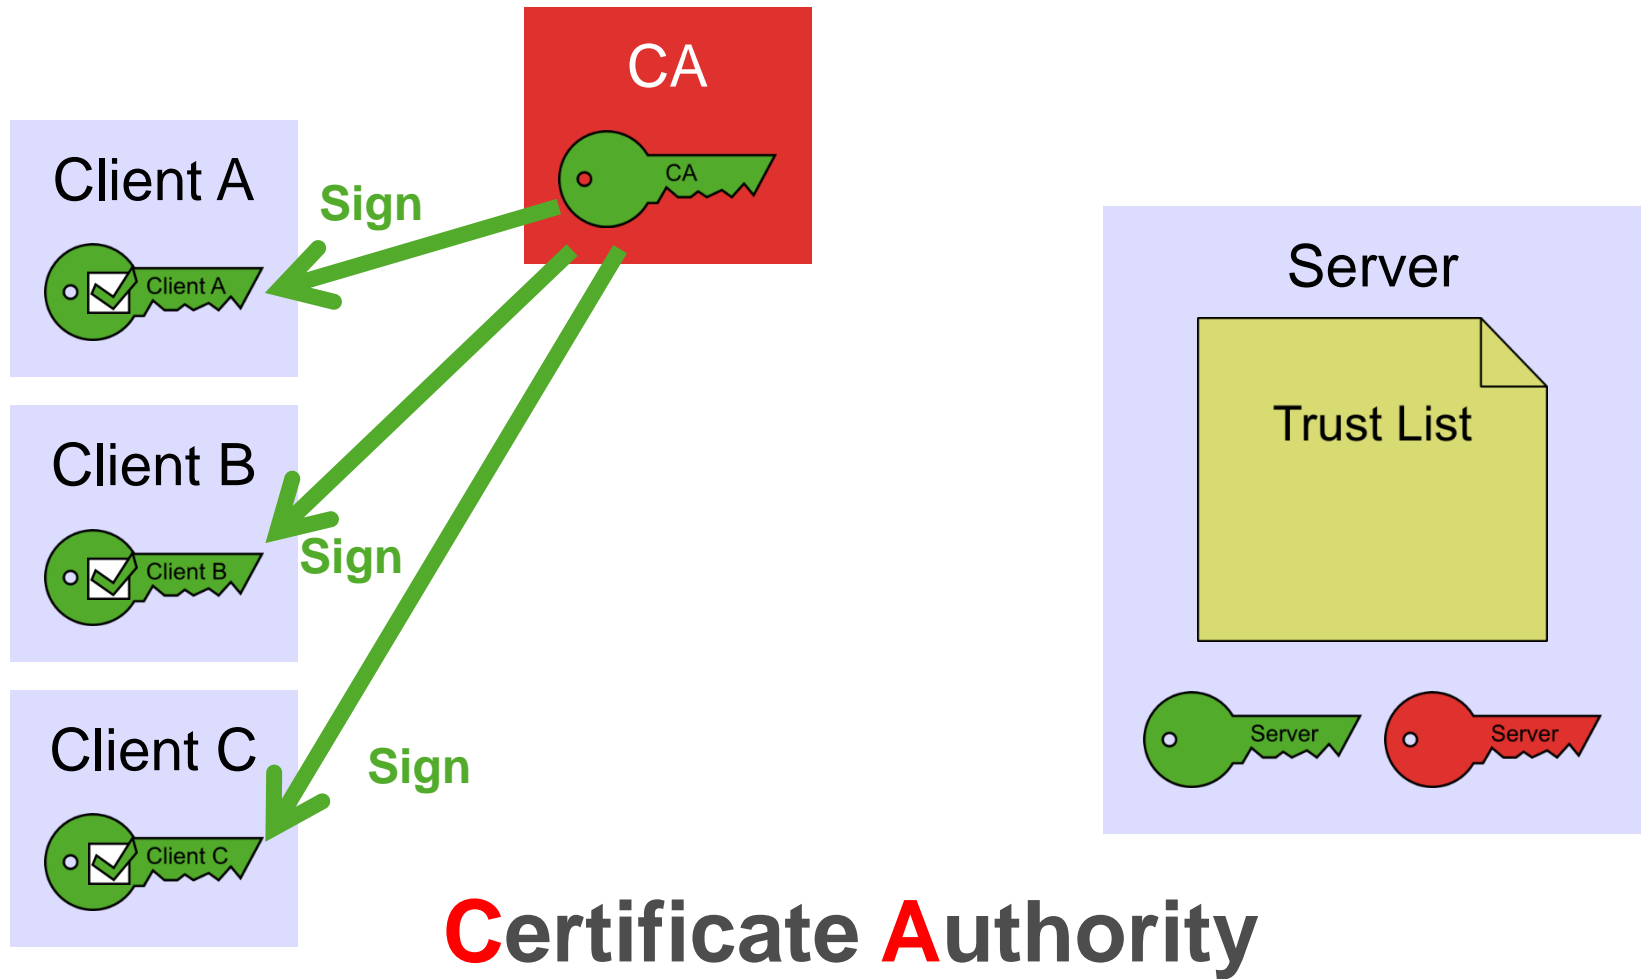 CA
CA
Client A
Sign
Client A
Server
Trust List
Client B
Sign
Client B
Client C
Sign
Client C
Server
Server
Certificate Authority